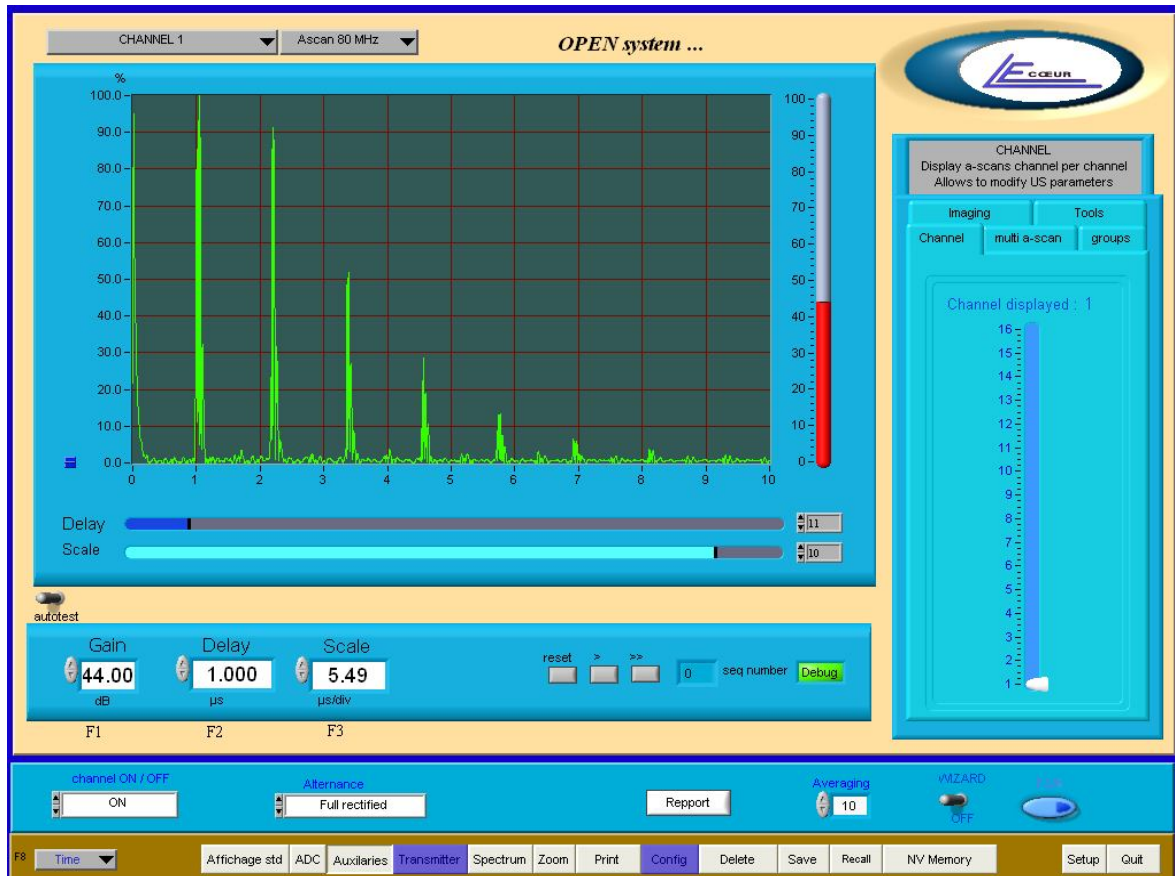 CHANNEL 1
Ascan 80 MHz
OPEN system ...
LE CŒUR
%
100.0
90.0
80.0
70.0
60.0
50.0
40.0
30.0
20.0
10.0
0.0
0 1 2 3 4 5 6 7 8 9 10
100
90
80
70
60
50
40
30
20
10
0
Delay
11
Scale
10
CHANNEL
Display a-scans channel per channel
Allows to modify US parameters
Imaging
Tools
Channel
multi a-scan
groups
Channel displayed : 1
16
15
14
13
12
11
10
9
8
7
6
5
4
3
2
1
autotest
Gain
44.00
dB
F1
Delay
1.000
µs
F2
Scale
5.49
µs/div
F3
reset > >>
0
seq number
Debug
channel ON / OFF
ON
Alternance
Full rectified
Repport
Averaging
10
WIZARD
OFF
F8
Time
Affichage std
ADC
Auxilaries
Transmitter
Spectrum
Zoom
Print
Config
Delete
Save
Recall
NV Memory
Setup
Quit